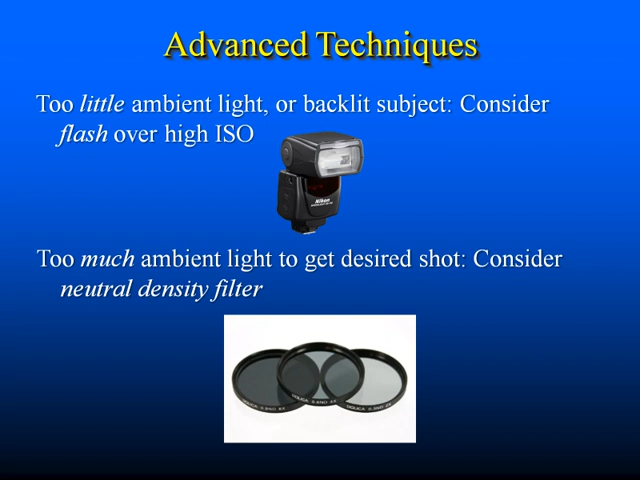 Advanced Techniques
Too little ambient light, or backlit subject: Consider
flash over high ISO
Nikon
Too much ambient light to get desired shot: Consider
neutral density filter